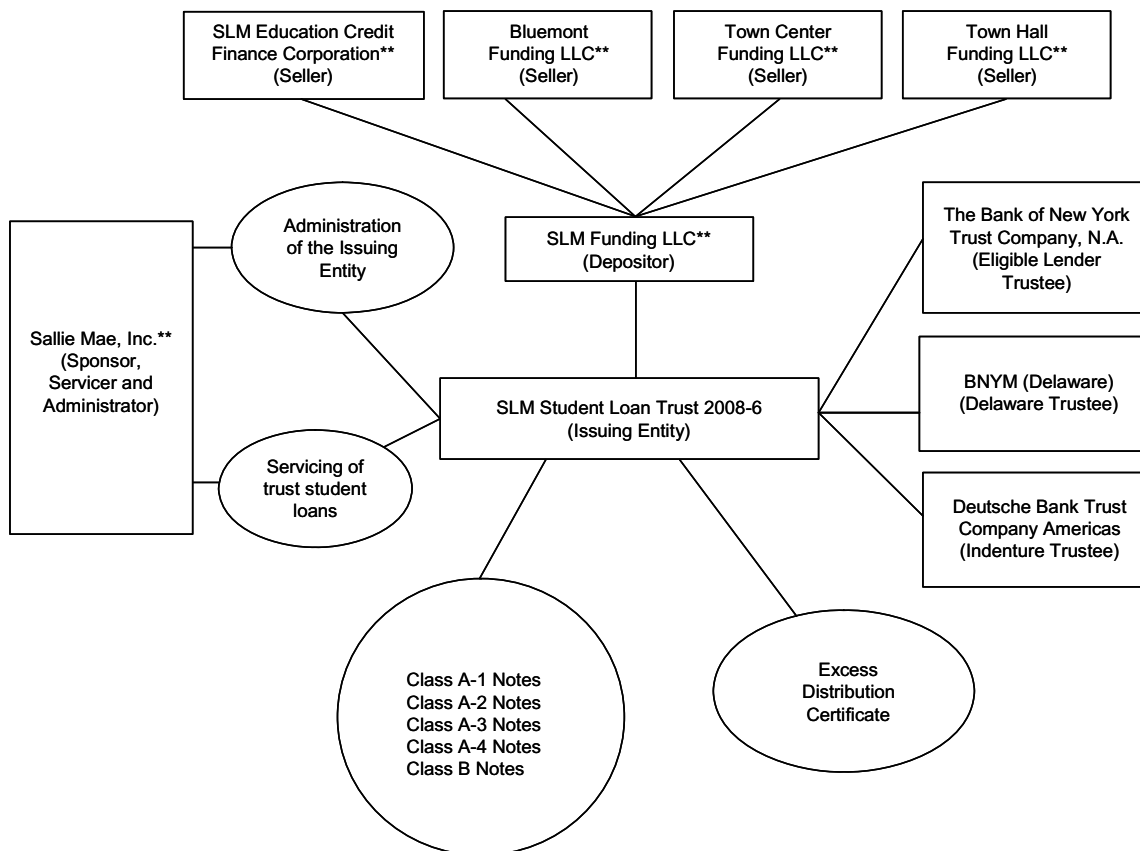 SLM Education Credit
Finance Corporation**
(Seller)
Bluemont
Funding LLC**
(Seller)
Town Center
Funding LLC**
(Seller)
Town Hall
Funding LLC**
(Seller)
Administration
of the Issuing
Entity
SLM Funding LLC**
(Depositor)
The Bank of New York
Trust Company, N.A.
(Eligible Lender
Trustee)
Sallie Mae, Inc.**
(Sponsor,
Servicer and
Administrator)
SLM Student Loan Trust 2008-6
(Issuing Entity)
BNYM (Delaware)
(Delaware Trustee)
Servicing of
trust student
loans
Deutsche Bank Trust
Company Americas
(Indenture Trustee)
Class A-1 Notes
Class A-2 Notes
Class A-3 Notes
Class A-4 Notes
Class B Notes
Excess
Distribution
Certificate